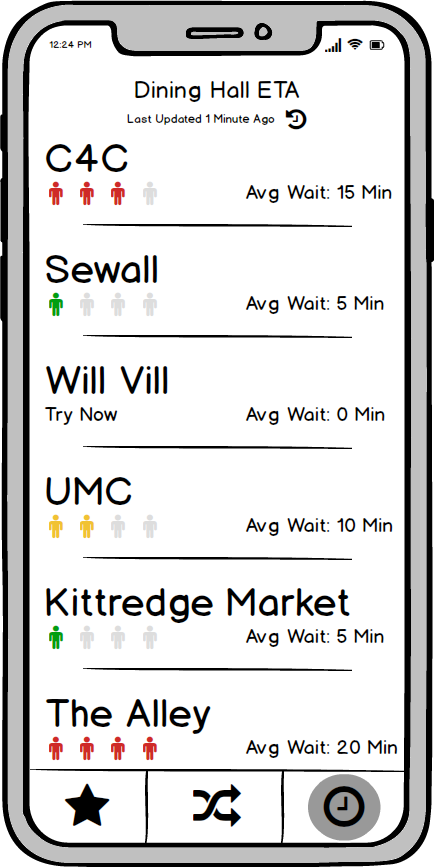 12:24 PM
Dining Hall ETA
Last Updated 1 Minute Ago
C4C
Avg Wait: 15 Min
Sewall
Avg Wait: 5 Min
Will Vill
Try Now Avg Wait: 0 Min
UMC
Avg Wait: 10 Min
Kittredge Market
Avg Wait: 5 Min
The Alley
Avg Wait: 20 Min